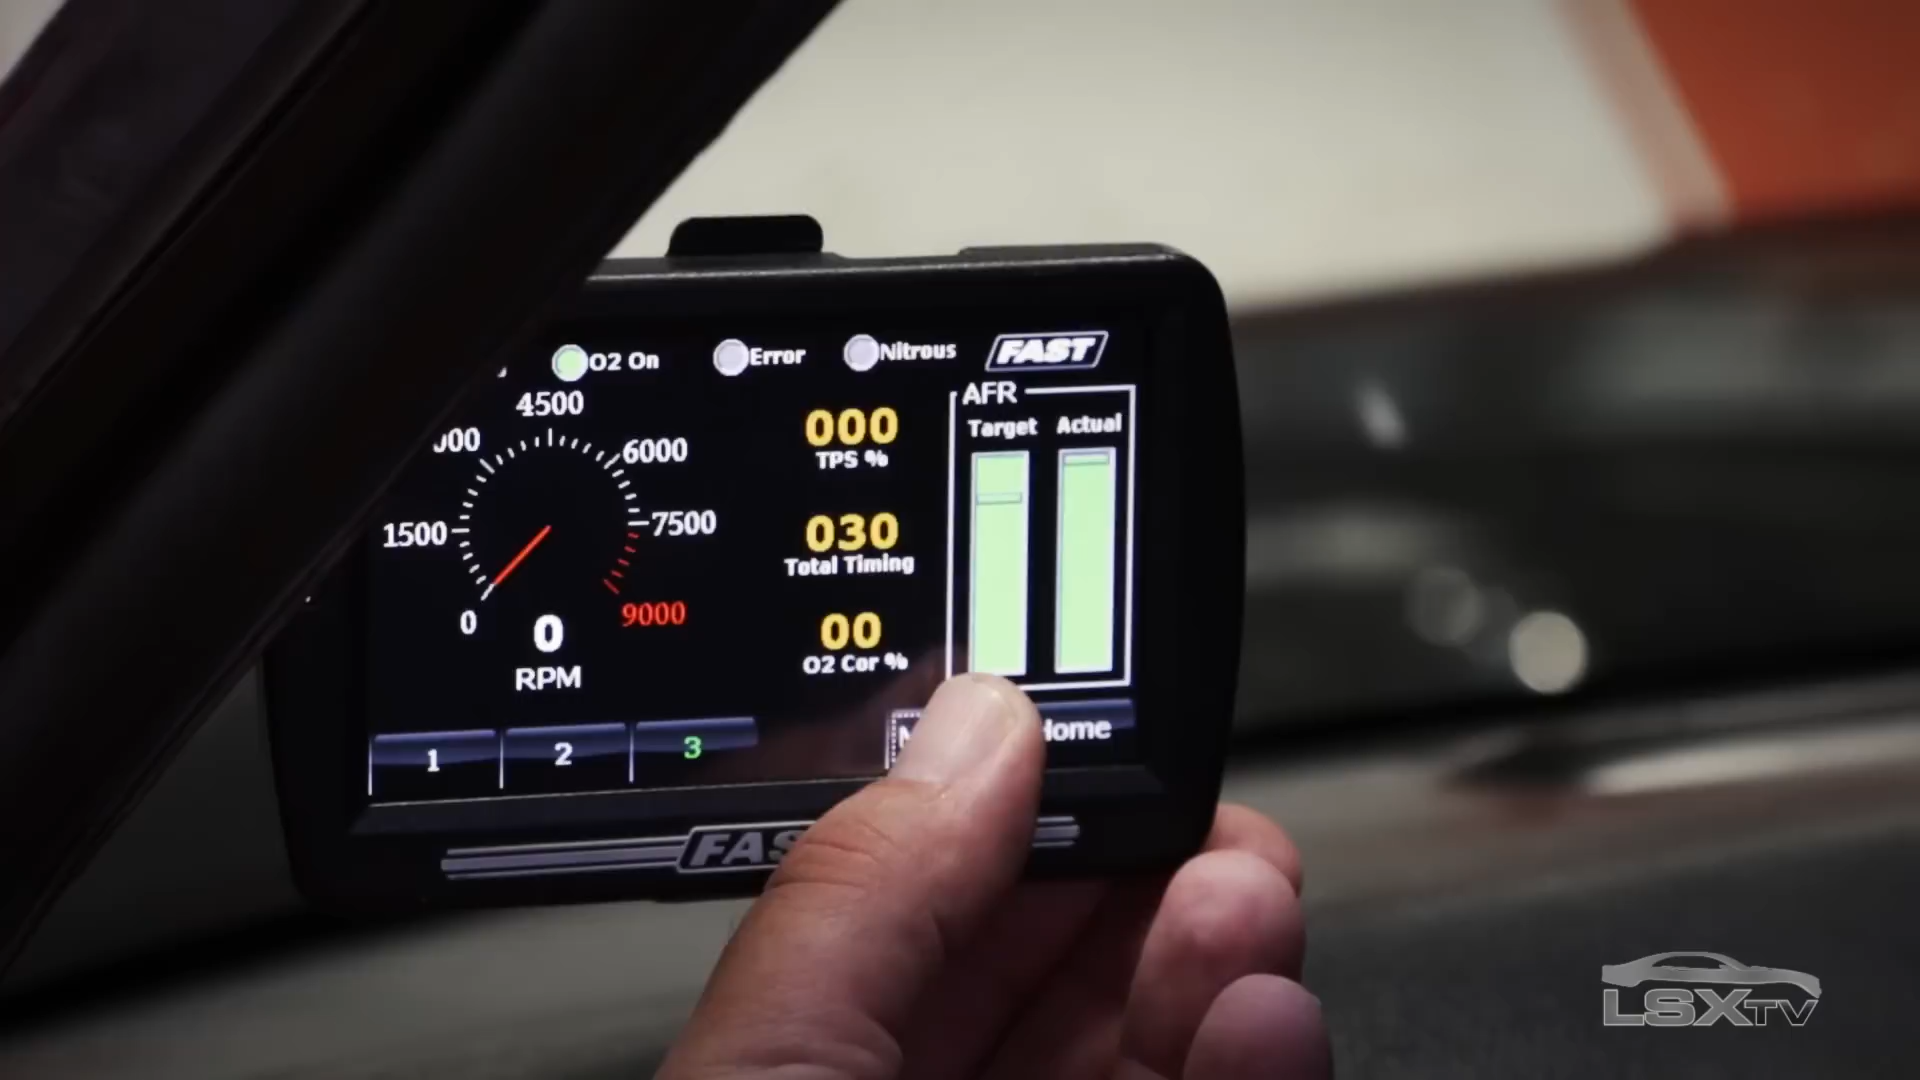 O2 On
Error
Nitrous
FAST
4500
6000
1500
7500
0
9000
0
RPM
000
TPS %
030
Total Timing
00
O2 Cor %
AFR
Target
Actual
1
2
3
LSXTV